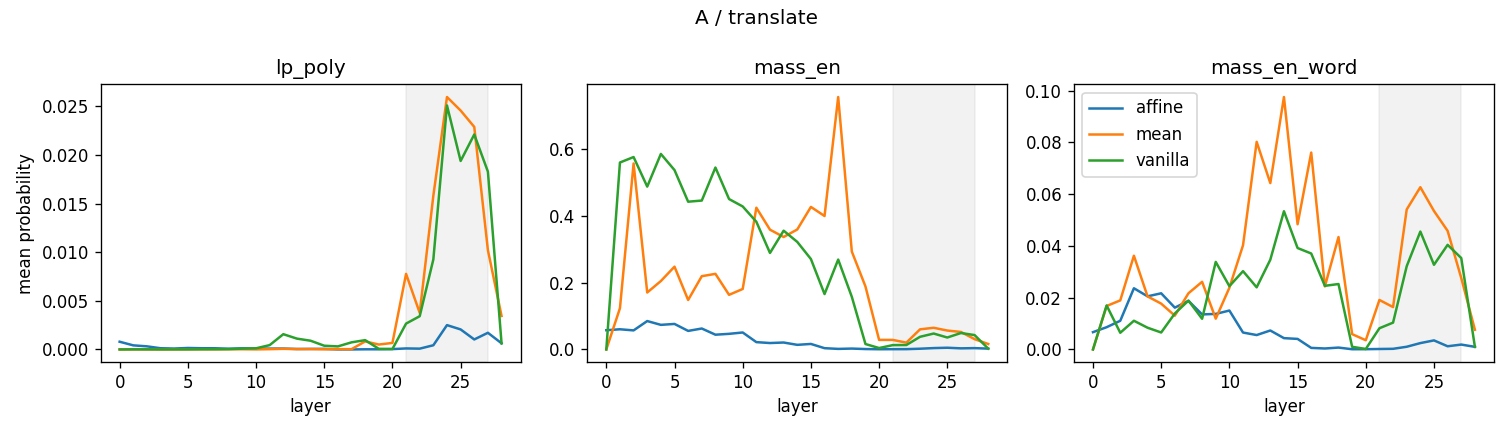 A / translate
lp_poly
mass_en
mass_en_word
mean probability
0.025
0.020
0.015
0.010
0.005
0.000
0 5 10 15 20 25
layer
0.6
0.4
0.2
0.0
0 5 10 15 20 25
layer
0.10
0.08
0.06
0.04
0.02
0.00
affine
mean
vanilla
0 5 10 15 20 25
layer